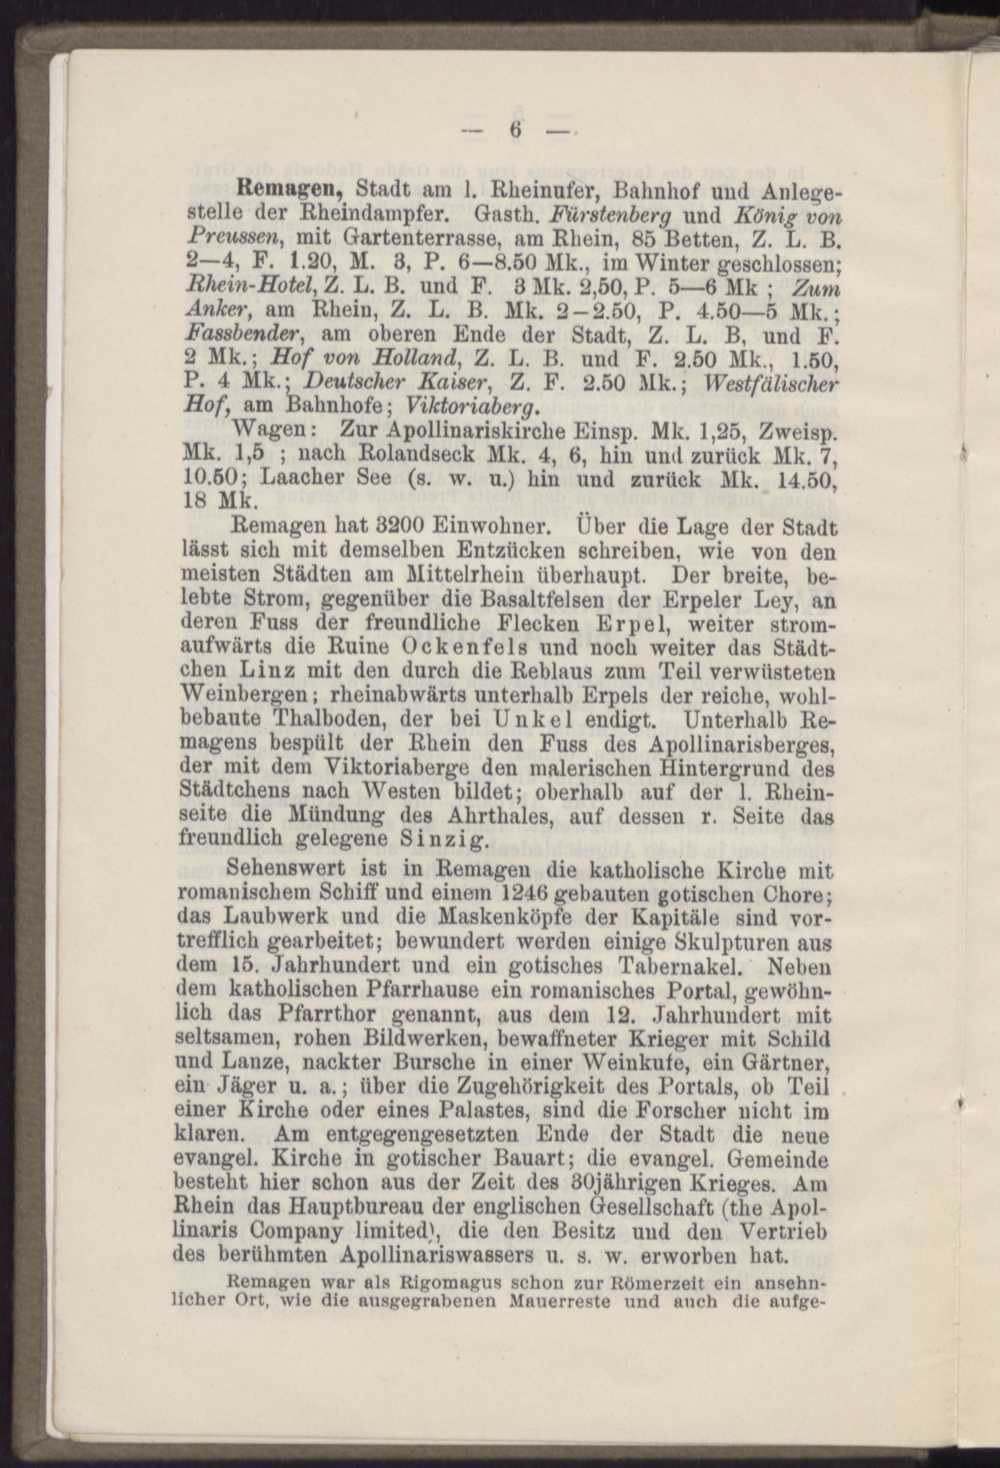 — 6 —
Remagen, Stadt am l. Rheinufer, Bahnhof und Anlege-
stelle der Rheindampfer. Gasth. Fürstenberg und König von
Preussen, mit Gartenterrasse, am Rhein, 85 Betten, Z. L. B.
2—4, F. 1.20, M. 3, P. 6—8.50 Mk., im Winter geschlossen;
Rhein-Hotel, Z. L. B. und F. 3 Mk. 2,50, P. 5—6 Mk ; Zum
Anker, am Rhein, Z. L. B. Mk. 2—2.50, P. 4.50—5 Mk.;
Fassbender, am oberen Ende der Stadt, Z. L. B, und F.
2 Mk.; Hof von Holland, Z. L. B. und F. 2.50 Mk., 1.50,
P. 4 Mk.; Deutscher Kaiser, Z. F. 2.50 Mk.; Westfälischer
Hof, am Bahnhofe; Viktoriaberg.
Wagen: Zur Apollinariskirche Einsp. Mk. 1,25, Zweisp.
Mk. 1,5 ; nach Rolandseck Mk. 4, 6, hin und zurück Mk. 7,
10.50; Laacher See (s. w. u.) hin und zurück Mk. 14.50,
18 Mk.
Remagen hat 3200 Einwohner. Über die Lage der Stadt
lässt sich mit demselben Entzücken schreiben, wie von den
meisten Städten am Mittelrhein überhaupt. Der breite, be-
lebte Strom, gegenüber die Basaltfelsen der Erpeler Ley, an
deren Fuss der freundliche Flecken Erpel, weiter strom-
aufwärts die Ruine Ockenfels und noch weiter das Städt-
chen Linz mit den durch die Reblaus zum Teil verwüsteten
Weinbergen; rheinabwärts unterhalb Erpels der reiche, wohl-
bebaute Thalboden, der bei Unkel endigt. Unterhalb Re-
magens bespült der Rhein den Fuss des Apollinarisberges,
der mit dem Viktoriaberge den malerischen Hintergrund des
Städtchens nach Westen bildet; oberhalb auf der l. Rhein-
seite die Mündung des Ahrthales, auf dessen r. Seite das
freundlich gelegene Sinzig.
Sehenswert ist in Remagen die katholische Kirche mit
romanischem Schiff und einem 1246 gebauten gotischen Chore;
das Laubwerk und die Maskenköpfe der Kapitäle sind vor-
trefflich gearbeitet; bewundert werden einige Skulpturen aus
dem 15. Jahrhundert und ein gotisches Tabernakel. Neben
dem katholischen Pfarrhause ein romanisches Portal, gewöhn-
lich das Pfarrthor genannt, aus dem 12. Jahrhundert mit
seltsamen, rohen Bildwerken, bewaffneter Krieger mit Schild
und Lanze, nackter Bursche in einer Weinkufe, ein Gärtner,
ein Jäger u. a.; über die Zugehörigkeit des Portals, ob Teil
einer Kirche oder eines Palastes, sind die Forscher nicht im
klaren. Am entgegengesetzten Ende der Stadt die neue
evangel. Kirche in gotischer Bauart; die evangel. Gemeinde
besteht hier schon aus der Zeit des 30jährigen Krieges. Am
Rhein das Hauptbureau der englischen Gesellschaft (the Apol-
linaris Company limited), die den Besitz und den Vertrieb
des berühmten Apollinariswassers u. s. w. erworben hat.
Remagen war als Rigomagus schon zur Römerzeit ein ansehn-
licher Ort, wie die ausgegrabenen Mauerreste und auch die aufge-